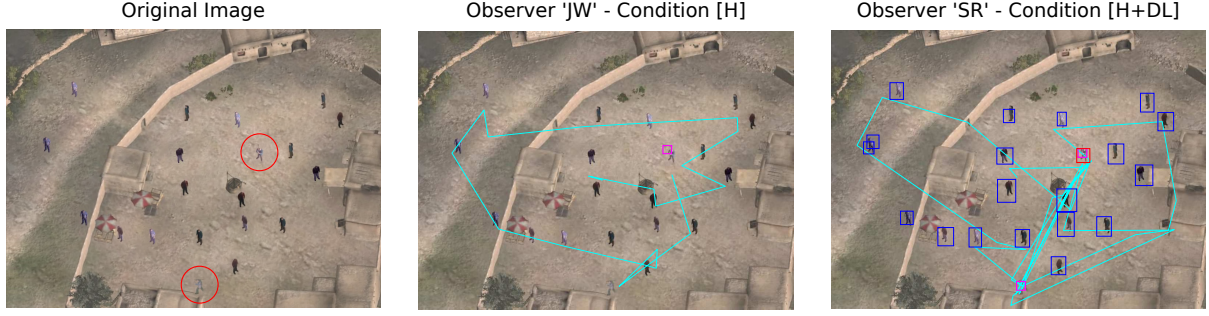 Original Image
Observer 'JW' - Condition [H]
Observer 'SR' - Condition [H+DL]